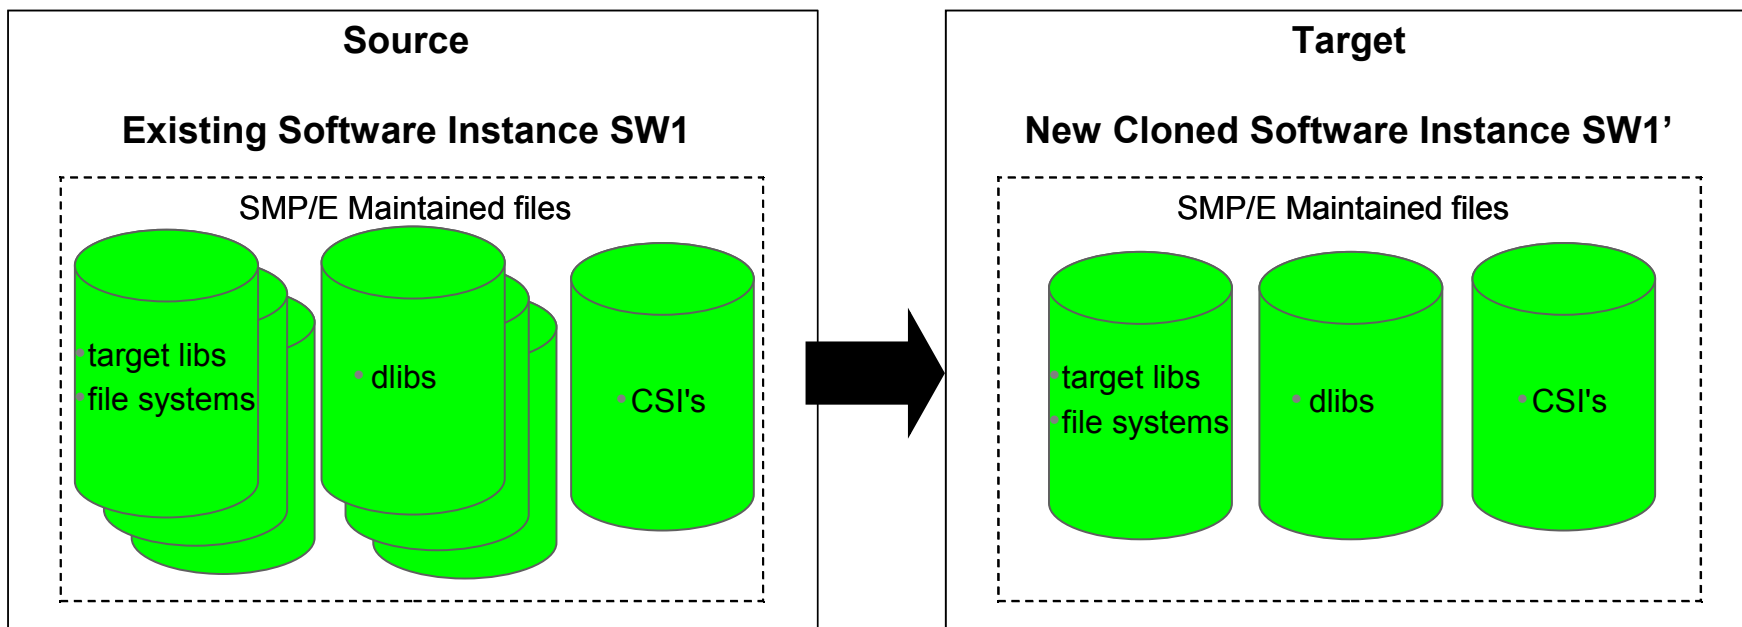 Source
Existing Software Instance SW1
SMP/E Maintained files
•target libs
•file systems
• dlibs
•CSI's
Target
New Cloned Software Instance SW1’
SMP/E Maintained files
•target libs
•file systems
• dlibs
•CSI's